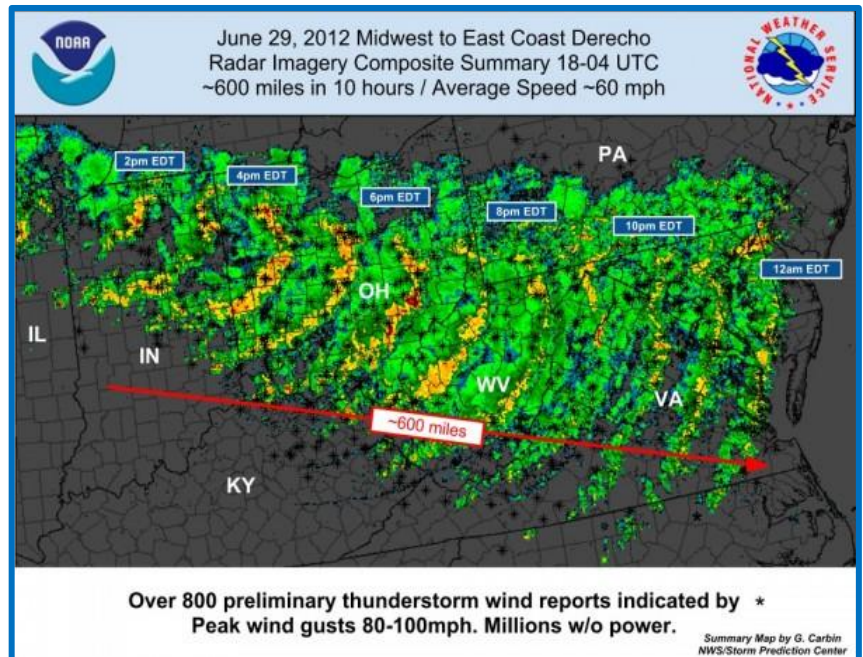 NOAA
June 29, 2012 Midwest to East Coast Derecho
Radar Imagery Composite Summary 18-04 UTC
~600 miles in 10 hours / Average Speed ~60 mph
NATIONAL WEATHER SERVICE
PA
2pm EDT
4pm EDT
6pm EDT
8pm EDT
10pm EDT
12am EDT
OH
IL
IN
WV
VA
~600 miles
KY
Over 800 preliminary thunderstorm wind reports indicated by *
Peak wind gusts 80-100mph. Millions w/o power.
Summary Map by G. Carbin
NWS/Storm Prediction Center